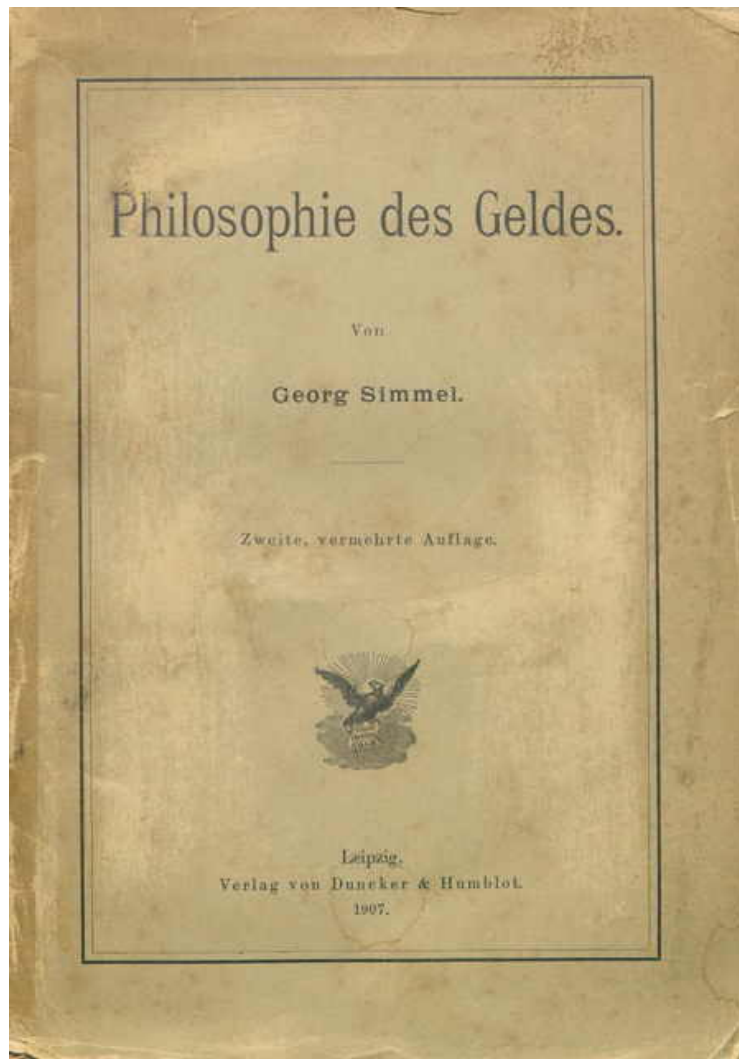 Philosophie des Geldes.
Von
Georg Simmel.
Zweite, vermehrte Auflage.
Leipzig,
Verlag von Duncker & Humblot.
1907.